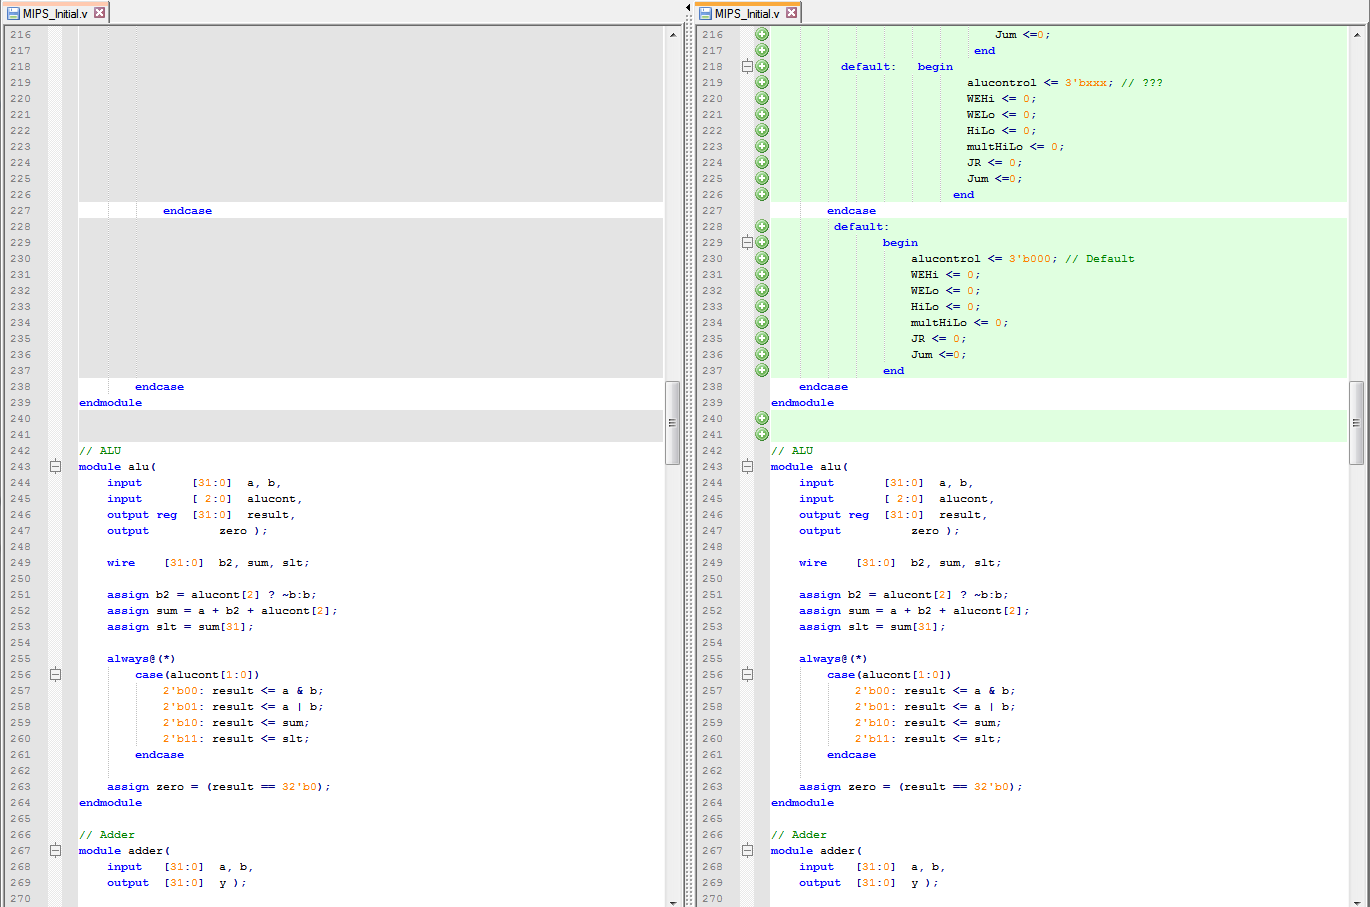 MIPS_Initial.v
216
217
218
219
220
221
222
223
224
225
226
227 endcase
228
229
230
231
232
233
234
235
236
237
238 endcase
239 endmodule
240
241
242 // ALU
243 module alu(
244 input [31:0] a, b,
245 input [ 2:0] alucont,
246 output reg [31:0] result,
247 output zero );
248
249 wire [31:0] b2, sum, slt;
250
251 assign b2 = alucont[2] ? ~b:b;
252 assign sum = a + b2 + alucont[2];
253 assign slt = sum[31];
254
255 always@(*)
256 case(alucont[1:0])
257 2'b00: result <= a & b;
258 2'b01: result <= a | b;
259 2'b10: result <= sum;
260 2'b11: result <= slt;
261 endcase
262
263 assign zero = (result == 32'b0);
264 endmodule
265
266 // Adder
267 module adder(
268 input [31:0] a, b,
269 output [31:0] y );
270
MIPS_Initial.v
216 Jum <=0;
217 end
218 default: begin
219 alucontrol <= 3'bxxx; // ???
220 WEHi <= 0;
221 WELo <= 0;
222 HiLo <= 0;
223 multHiLo <= 0;
224 JR <= 0;
225 Jum <=0;
226 end
227 endcase
228 default:
229 begin
230 alucontrol <= 3'b000; // Default
231 WEHi <= 0;
232 WELo <= 0;
233 HiLo <= 0;
234 multHiLo <= 0;
235 JR <= 0;
236 Jum <=0;
237 end
238 endcase
239 endmodule
240
241
242 // ALU
243 module alu(
244 input [31:0] a, b,
245 input [ 2:0] alucont,
246 output reg [31:0] result,
247 output zero );
248
249 wire [31:0] b2, sum, slt;
250
251 assign b2 = alucont[2] ? ~b:b;
252 assign sum = a + b2 + alucont[2];
253 assign slt = sum[31];
254
255 always@(*)
256 case(alucont[1:0])
257 2'b00: result <= a & b;
258 2'b01: result <= a | b;
259 2'b10: result <= sum;
260 2'b11: result <= slt;
261 endcase
262
263 assign zero = (result == 32'b0);
264 endmodule
265
266 // Adder
267 module adder(
268 input [31:0] a, b,
269 output [31:0] y );
270